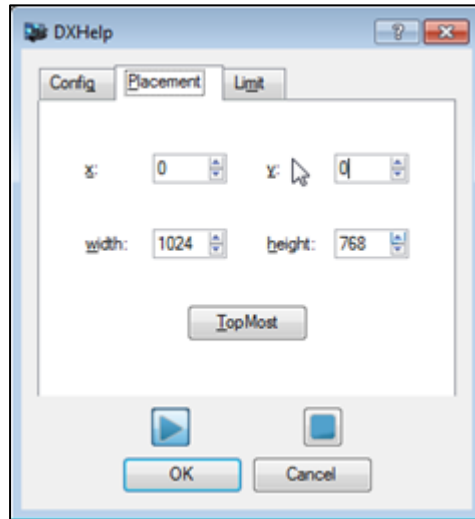 DXHelp
Config Placement Limit
x: 0 y: 0
width: 1024 height: 768
TopMost
OK Cancel